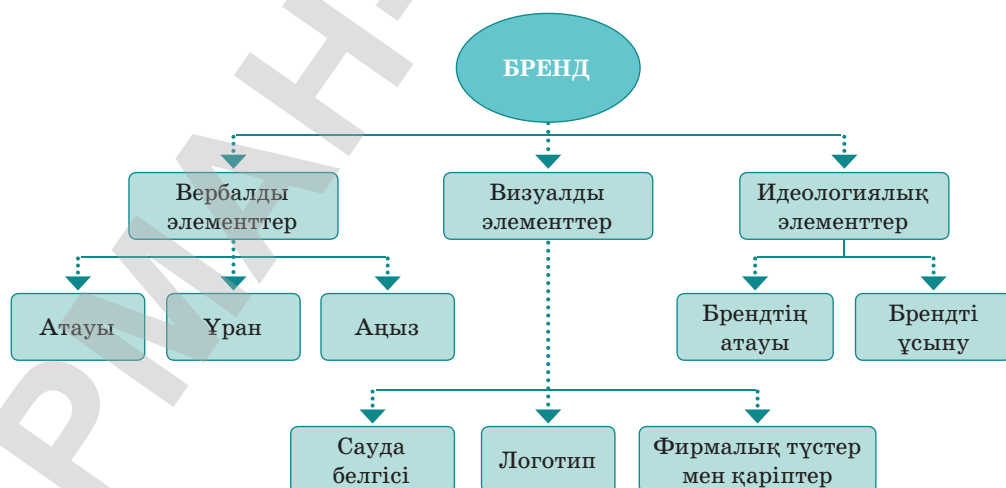 БРЕНД
Вербалды
элементтер
Визуалды
элементтер
Идеологиялық
элементтер
Атауы
Ұран
Аңыз
Брендтің
атауы
Брендті
ұсыну
Сауда
белгісі
Логотип
Фирмалық түстер
мен қаріптер